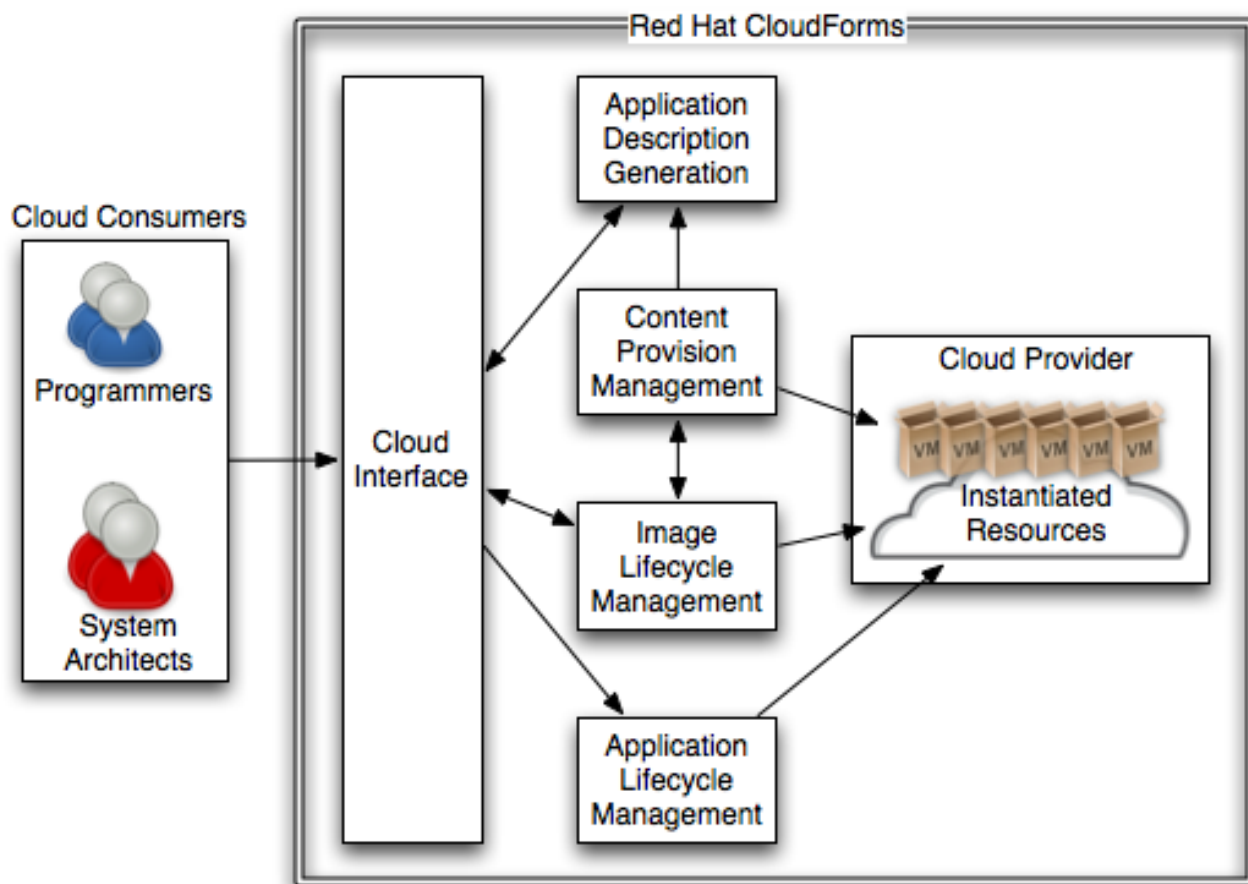 Red Hat CloudForms
Cloud Consumers
Programmers
System
Architects
Cloud
Interface
Application
Description
Generation
Content
Provision
Management
Image
Lifecycle
Management
Application
Lifecycle
Management
Cloud Provider
VM VM VM VM VM VM
Instantiated
Resources